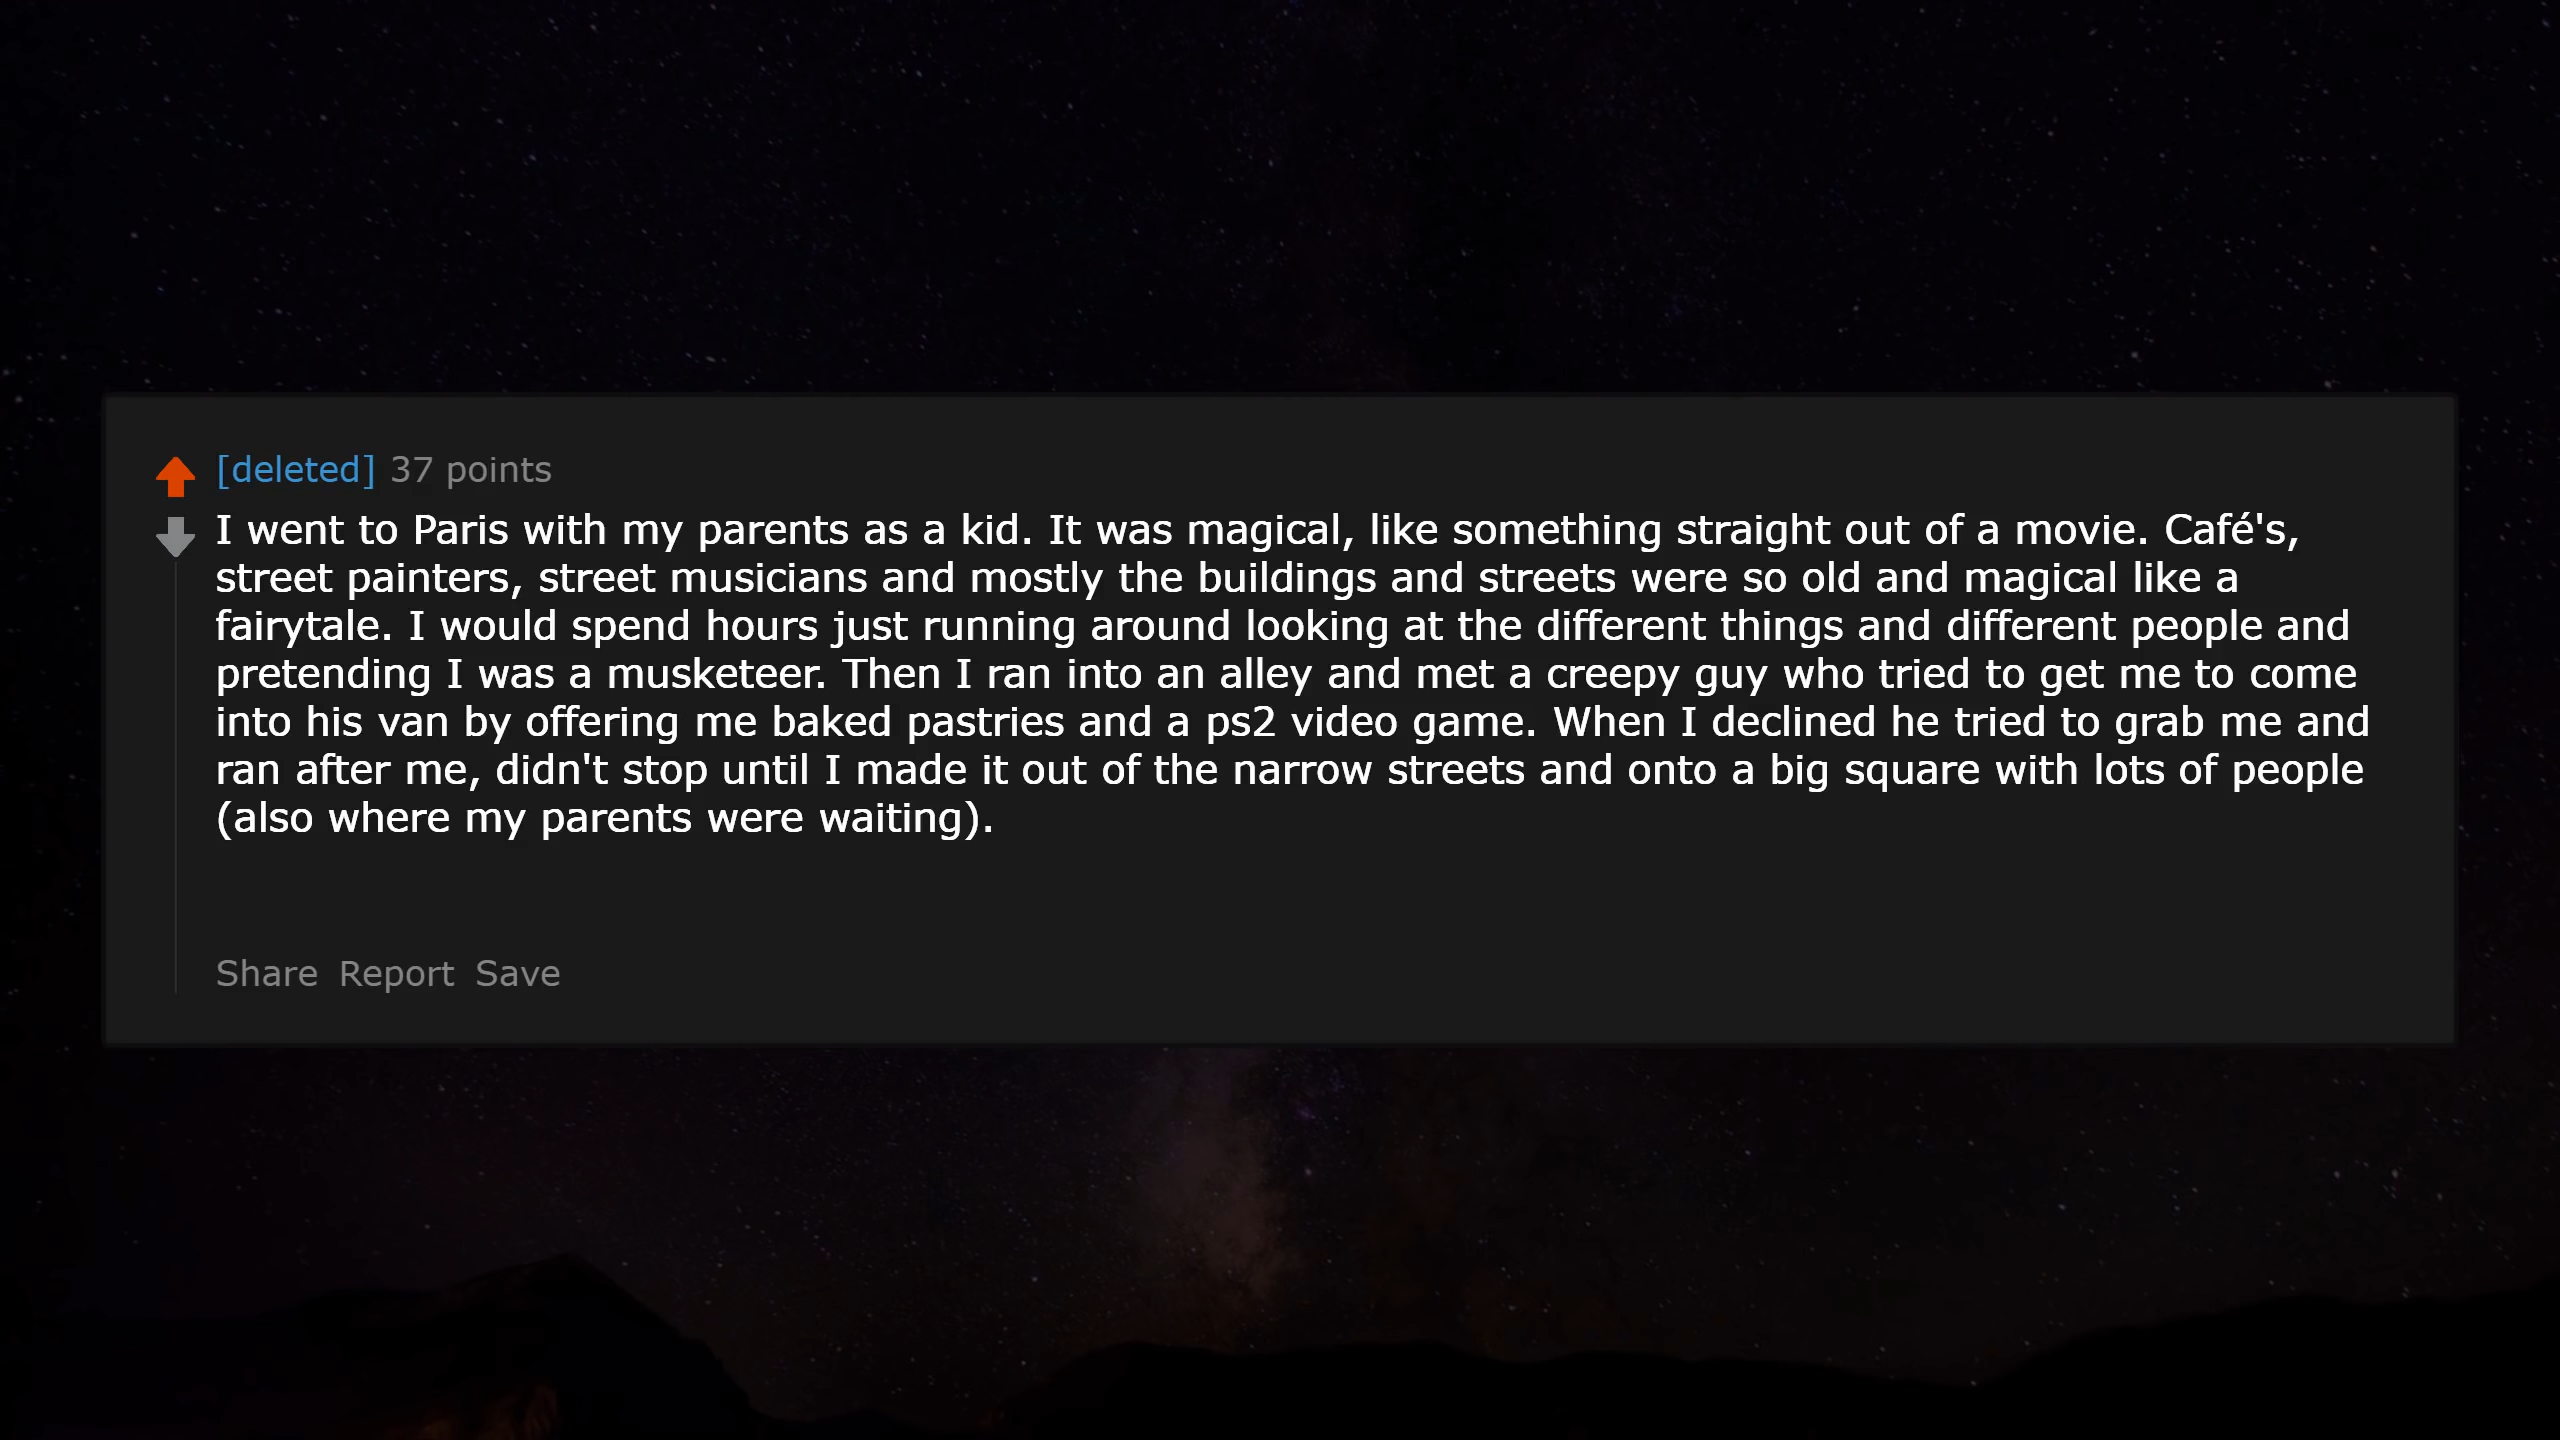 [deleted] 37 points
I went to Paris with my parents as a kid. It was magical, like something straight out of a movie. Café's,
street painters, street musicians and mostly the buildings and streets were so old and magical like a
fairytale. I would spend hours just running around looking at the different things and different people and
pretending I was a musketeer. Then I ran into an alley and met a creepy guy who tried to get me to come
into his van by offering me baked pastries and a ps2 video game. When I declined he tried to grab me and
ran after me, didn't stop until I made it out of the narrow streets and onto a big square with lots of people
(also where my parents were waiting).
Share Report Save